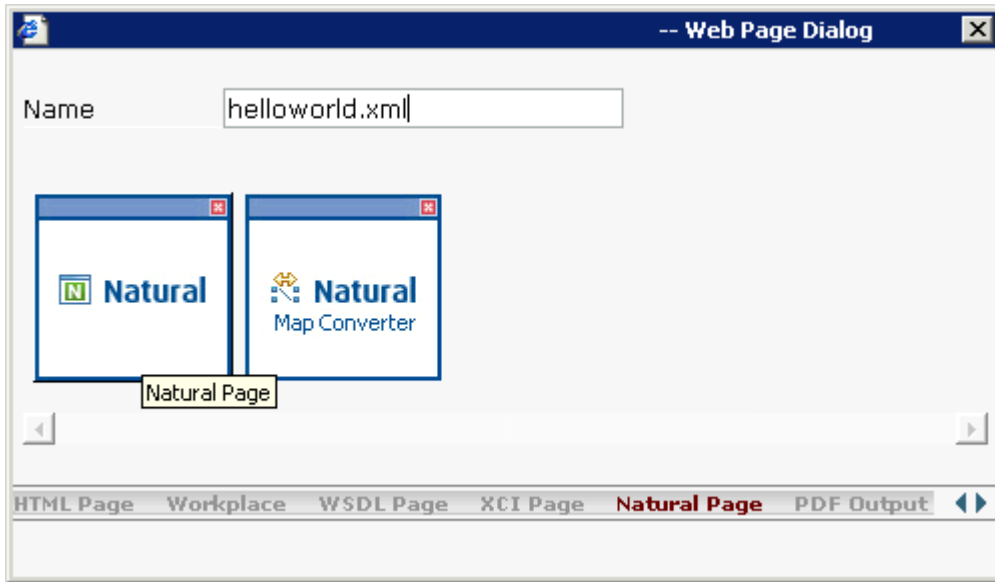 -- Web Page Dialog
Name helloworld.xml
N Natural
Natural
Map Converter
Natural Page
HTML Page Workplace WSDL Page XCI Page Natural Page PDF Output